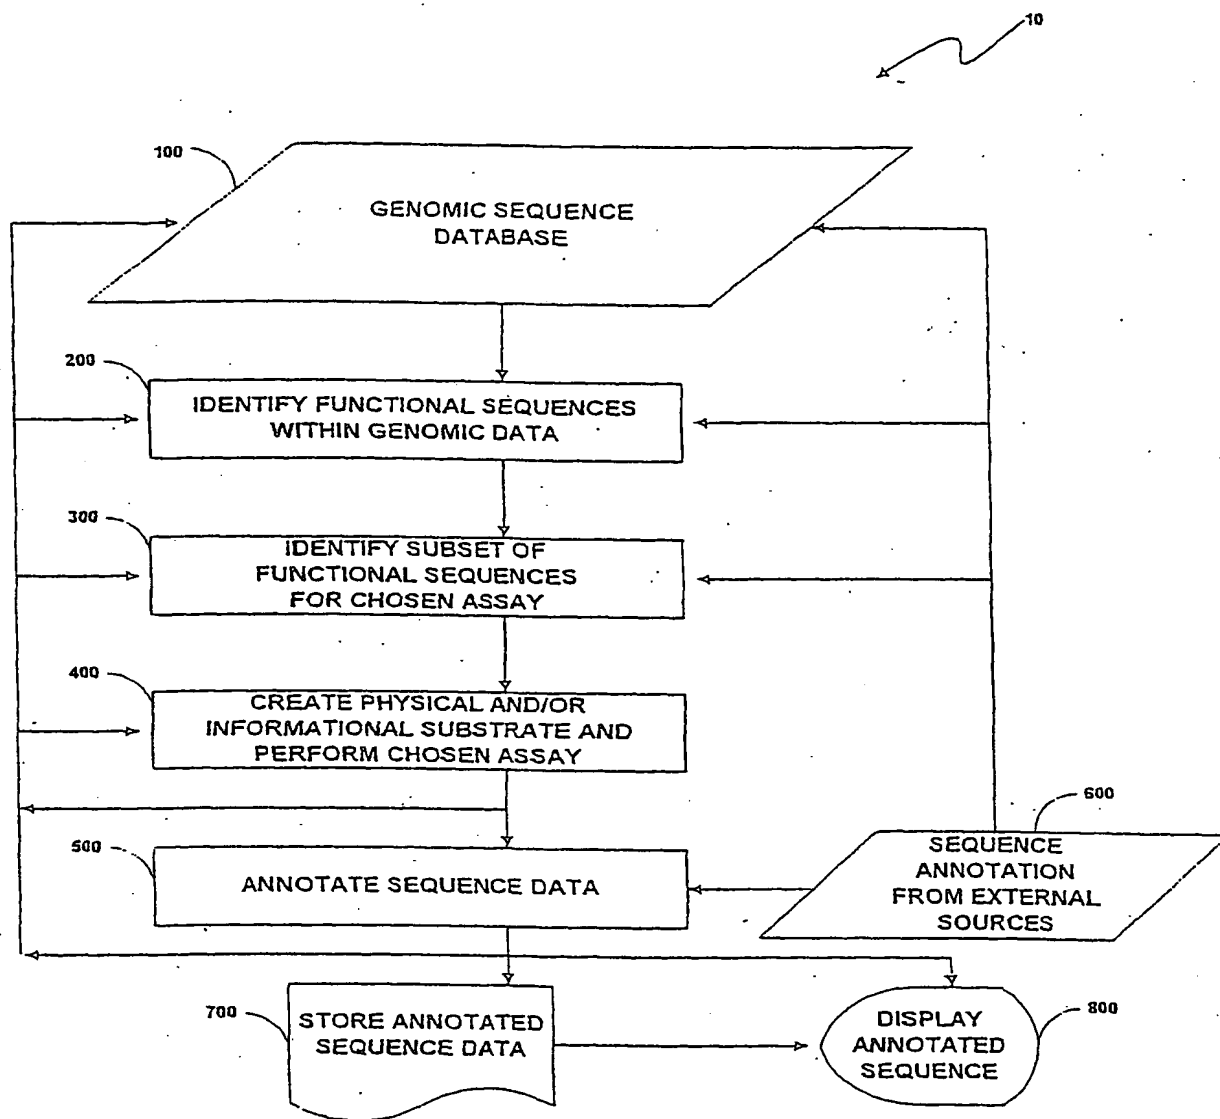 10
100
GENOMIC SEQUENCE
DATABASE
200
IDENTIFY FUNCTIONAL SEQUENCES
WITHIN GENOMIC DATA
300
IDENTIFY SUBSET OF
FUNCTIONAL SEQUENCES
FOR CHOSEN ASSAY
400
CREATE PHYSICAL AND/OR
INFORMATIONAL SUBSTRATE AND
PERFORM CHOSEN ASSAY
500
ANNOTATE SEQUENCE DATA
600
SEQUENCE
ANNOTATION
FROM EXTERNAL
SOURCES
700
STORE ANNOTATED
SEQUENCE DATA
800
DISPLAY
ANNOTATED
SEQUENCE